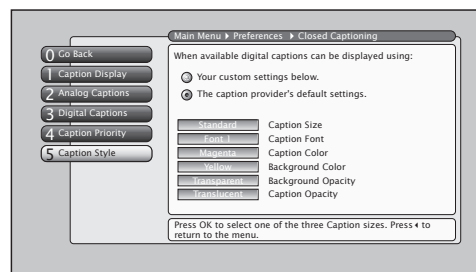 Main Menu ▶ Preferences ▶ Closed Captioning
0 Go Back
1 Caption Display
2 Analog Captions
3 Digital Captions
4 Caption Priority
5 Caption Style
When available digital captions can be displayed using:
Your custom settings below.
The caption provider's default settings.
Standard Caption Size
Font 1 Caption Font
Magenta Caption Color
Yellow Background Color
Transparent Background Opacity
Translucent Caption Opacity
Press OK to select one of the three Caption sizes. Press ◀ to
return to the menu.